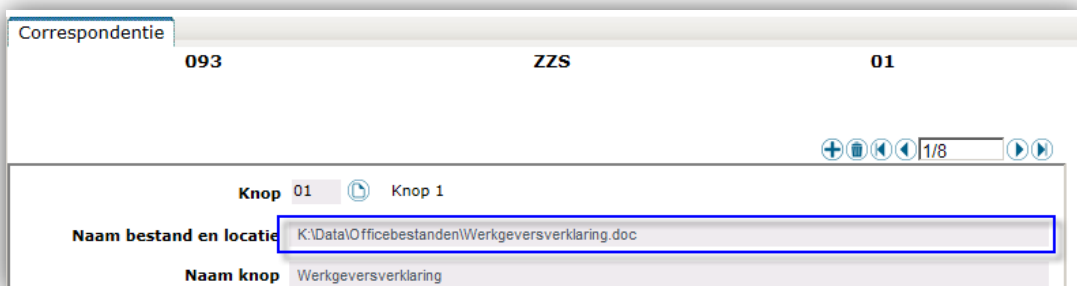 Correspondentie
093 ZZS 01
1/8
Knop 01 Knop 1
Naam bestand en locatie K:\Data\Officebestanden\Werkgeversverklaring.doc
Naam knop Werkgeversverklaring